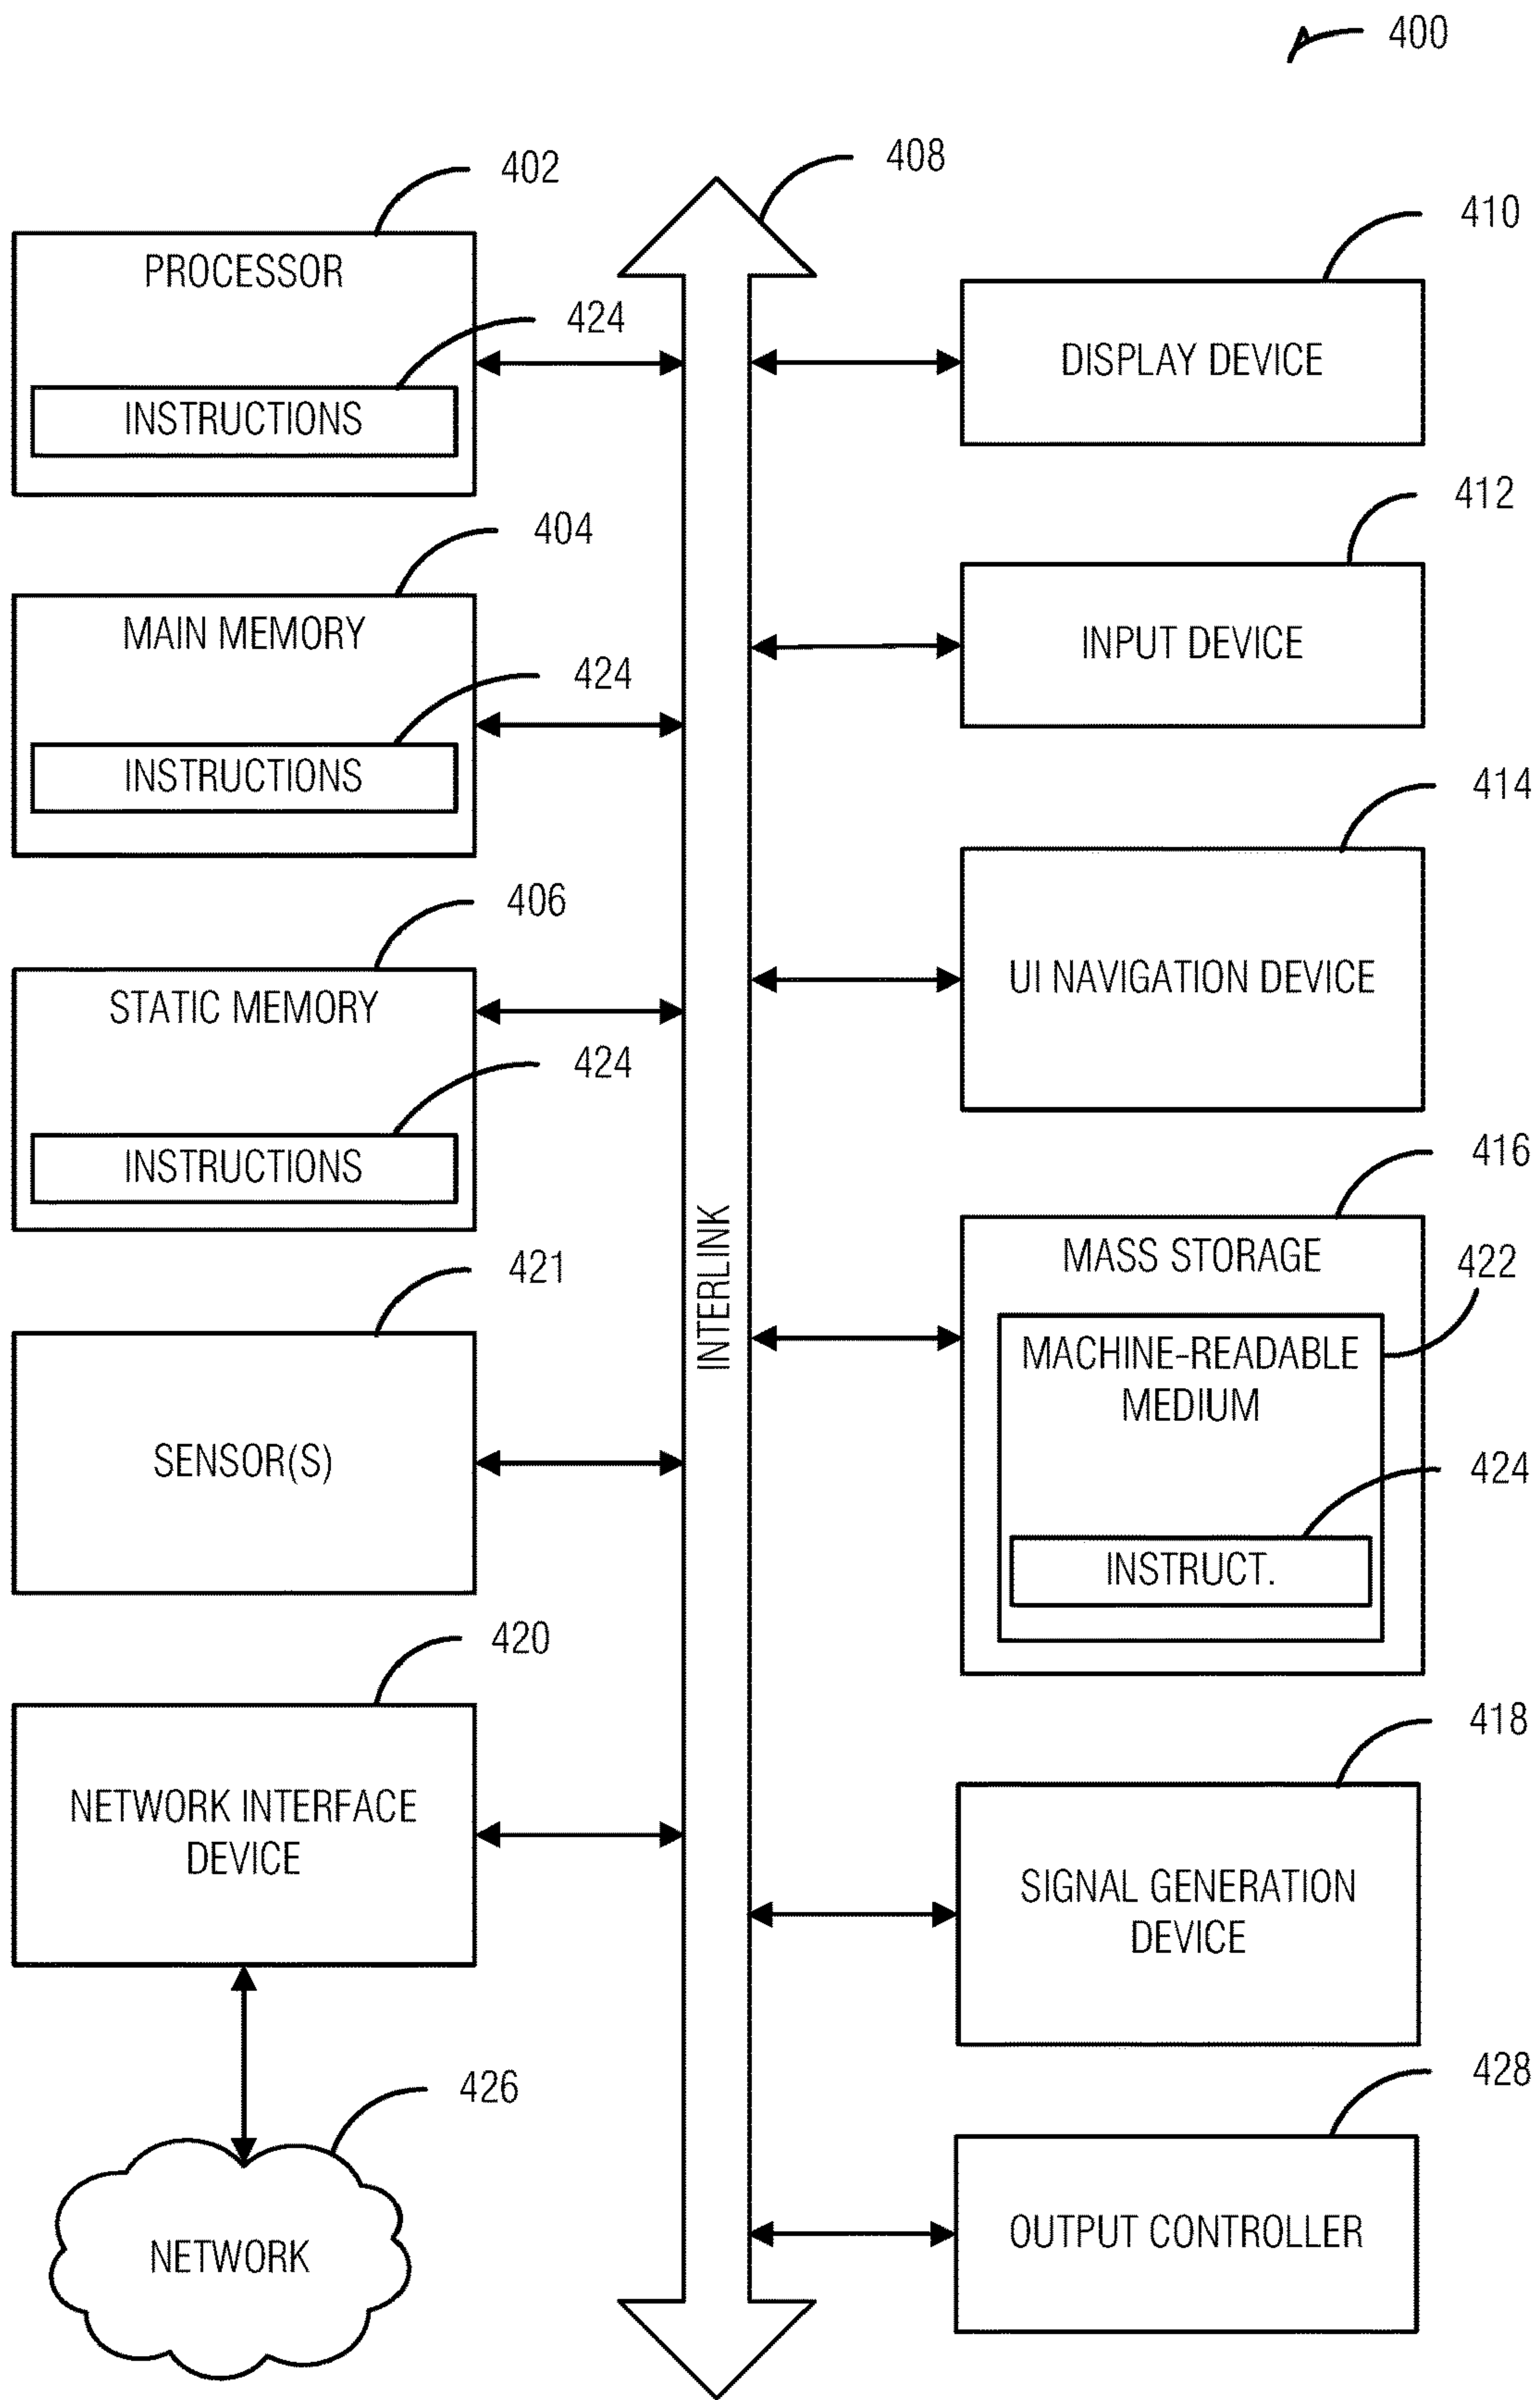 400
402
PROCESSOR
424
INSTRUCTIONS
404
MAIN MEMORY
424
INSTRUCTIONS
406
STATIC MEMORY
424
INSTRUCTIONS
421
SENSOR(S)
420
NETWORK INTERFACE
DEVICE
426
NETWORK
408
INTERLINK
410
DISPLAY DEVICE
412
INPUT DEVICE
414
UI NAVIGATION DEVICE
416
MASS STORAGE
422
MACHINE-READABLE
MEDIUM
424
INSTRUCT.
418
SIGNAL GENERATION
DEVICE
428
OUTPUT CONTROLLER